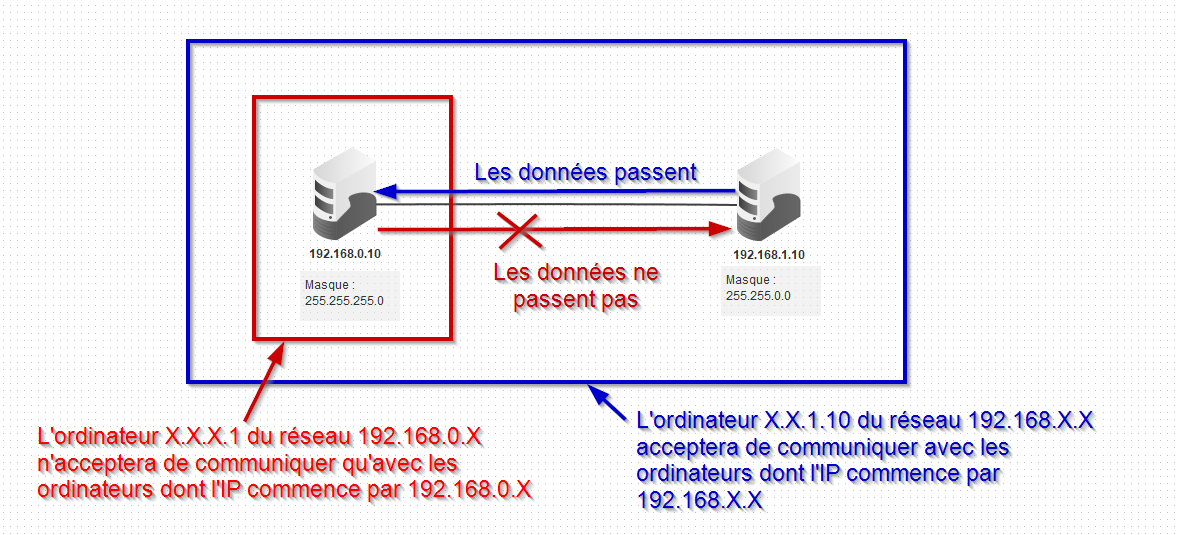 Les données passent
192.168.0.10
192.168.1.10
Masque :
255.255.255.0
Masque :
255.255.0.0
Les données ne
passent pas
L'ordinateur X.X.X.1 du réseau 192.168.0.X
n'acceptera de communiquer qu'avec les
ordinateurs dont l'IP commence par 192.168.0.X
L'ordinateur X.X.1.10 du réseau 192.168.X.X
acceptera de communiquer avec les
ordinateurs dont l'IP commence par
192.168.X.X